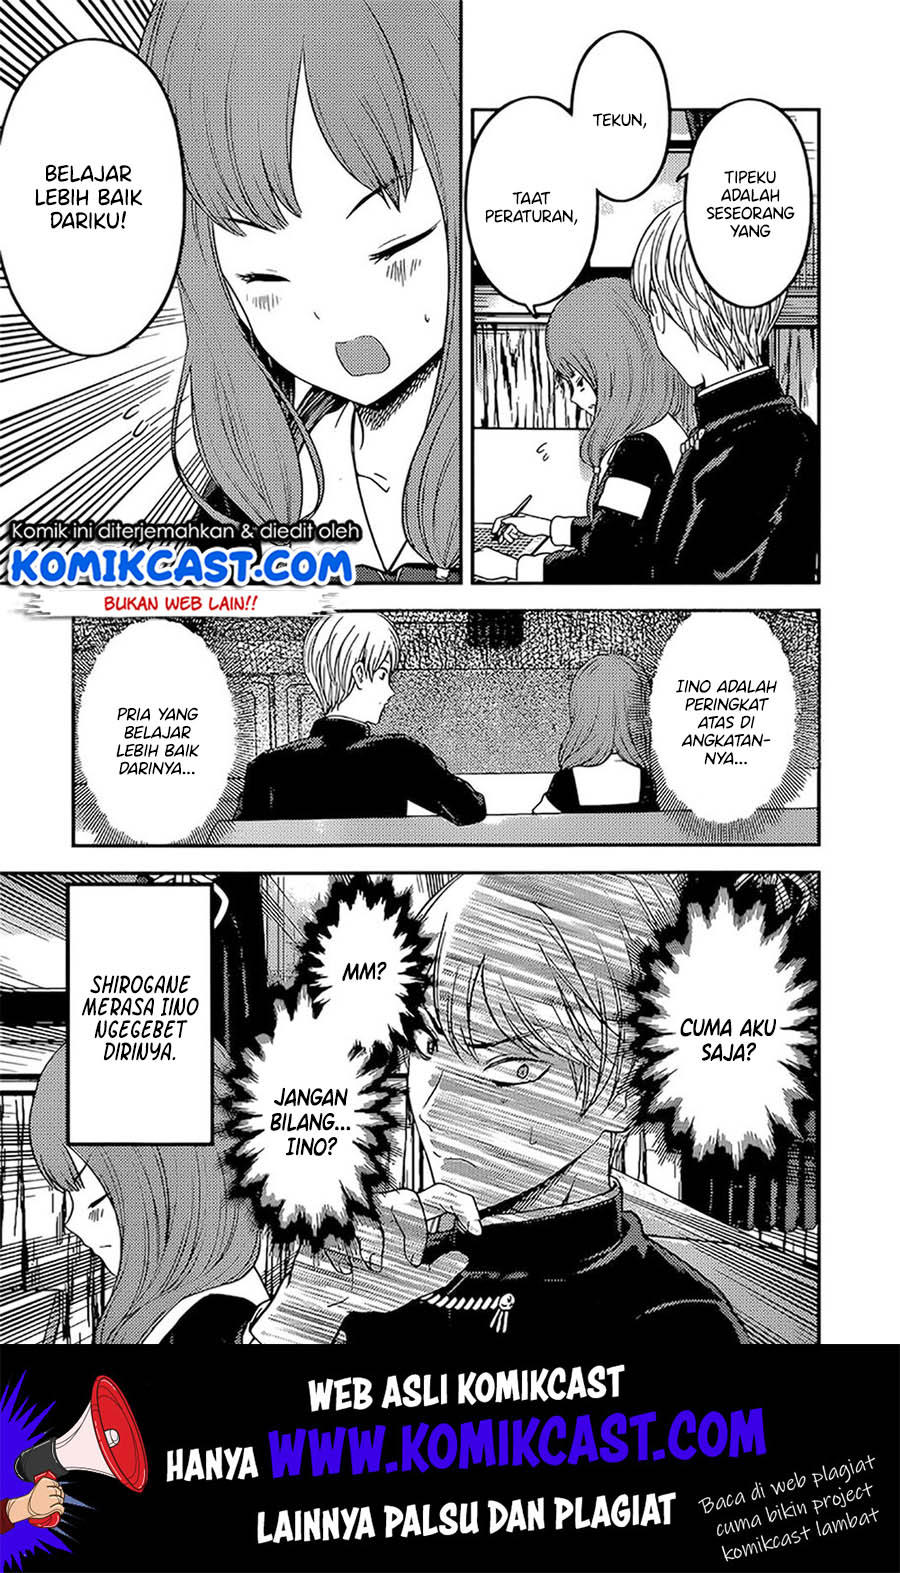 TIPEKU
ADALAH
SESEORANG
YANG
TEKUN,
TAAT
PERATURAN,
BELAJAR
LEBIH BAIK
DARIKU!
Komik ini diterjemahkan & diedit oleh
KOMIKCAST.COM
BUKAN WEB LAIN!!
IINO ADALAH
PERINGKAT
ATAS DI
ANGKATAN-
NYA...
PRIA YANG
BELAJAR
LEBIH BAIK
DARINYA...
CUMA AKU
SAJA?
MM?
JANGAN
BILANG...
IINO?
SHIROGANE
MERASA IINO
NGEGEBET
DIRINYA.
WEB ASLI KOMIKCAST
HANYA WWW.KOMIKCAST.COM
LAINNYA PALSU DAN PLAGIAT
Baca di web plagiat
cuma bikin project
komikcast lambat